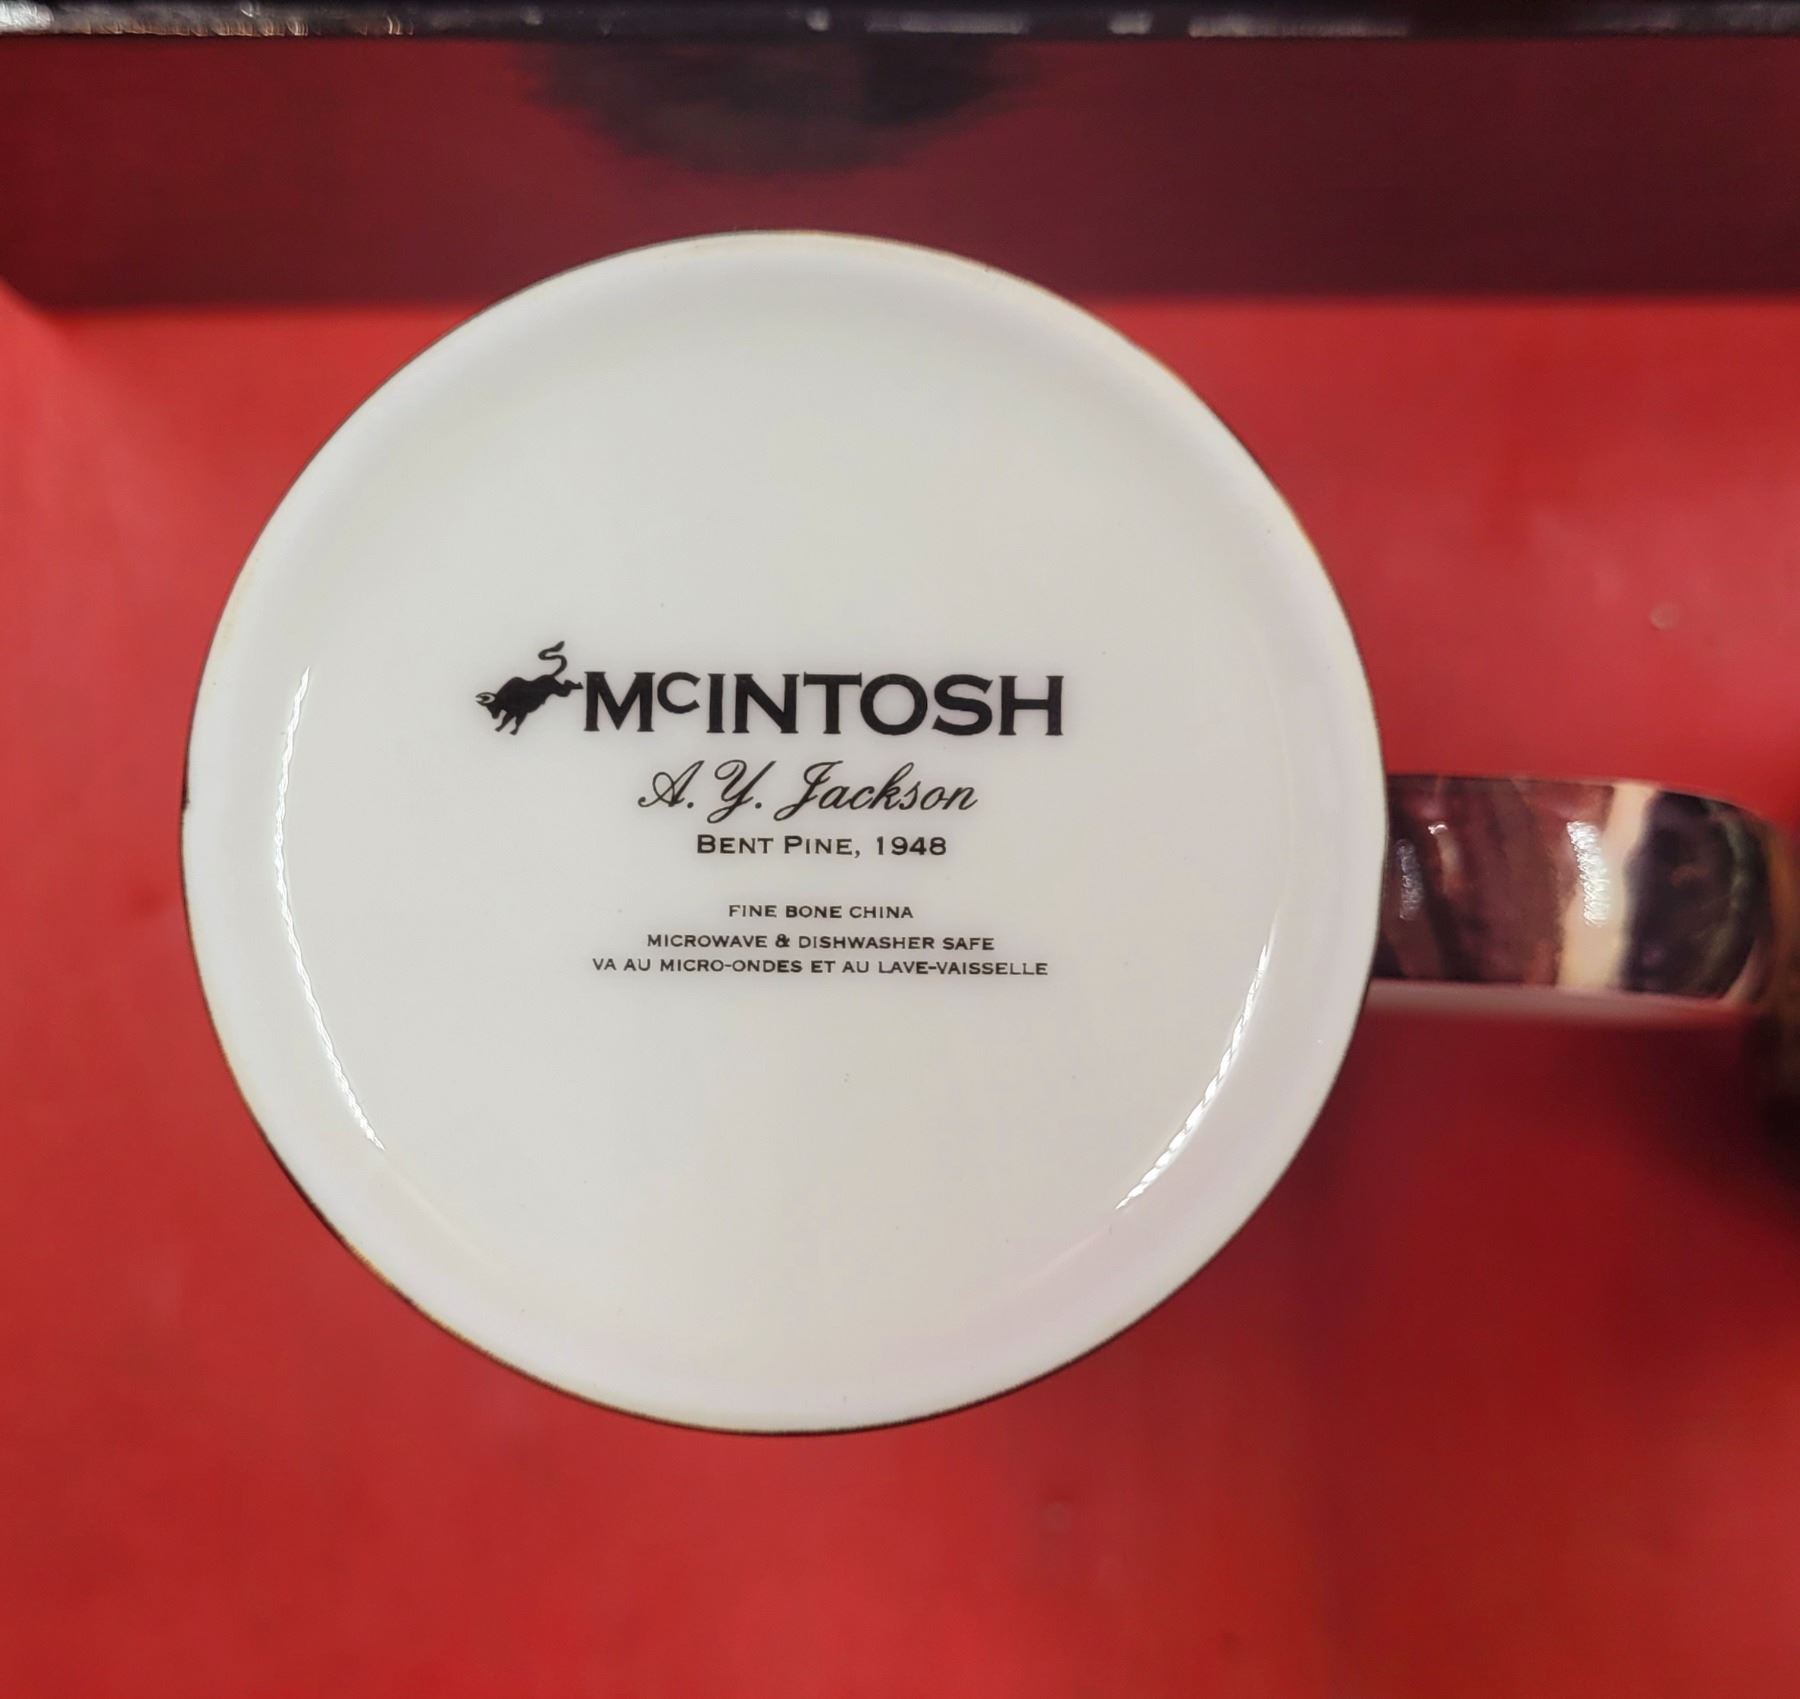 McINTOSH
A. Y. Jackson
BENT PINE, 1948
FINE BONE CHINA
MICROWAVE & DISHWASHER SAFE
VA AU MICRO-ONDES ET AU LAVE-VAISSELLE